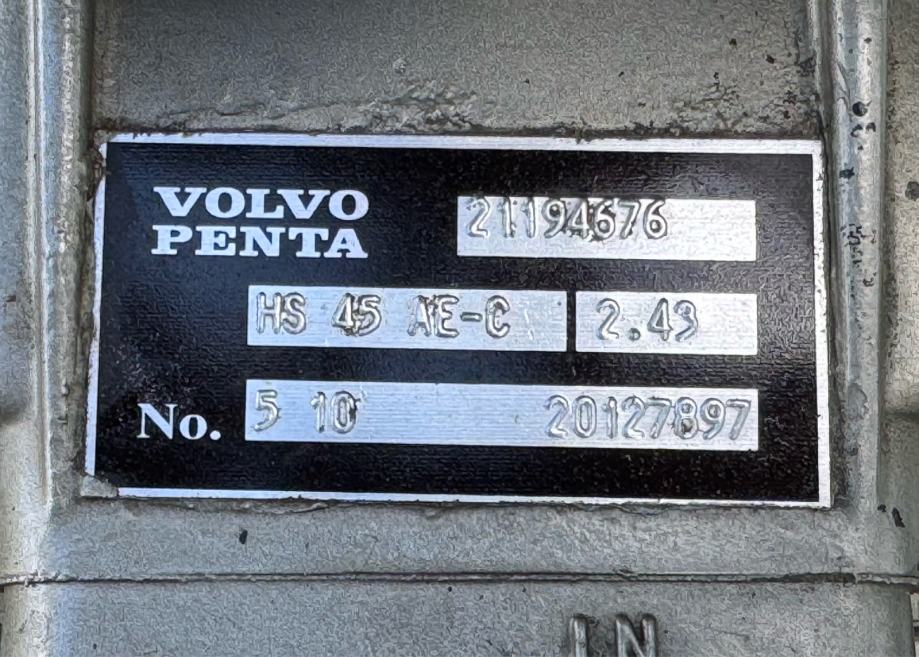 VOLVO
PENTA
21194676
HS 45 AE-C 2.43
No. 5 10 20127897
IN